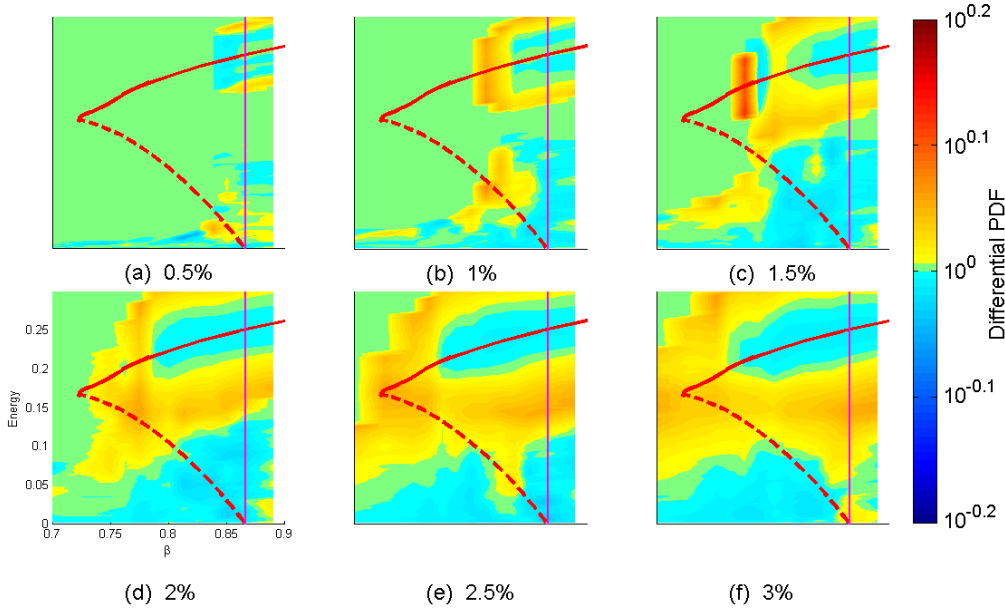 (a) 0.5%
(b) 1%
(c) 1.5%
10^0.2
10^0.1
10^0
10^-0.1
10^-0.2
Differential PDF
0.25
0.2
0.15
0.1
0.05
0
Energy
0.7
0.75
0.8
0.85
0.9
β
(d) 2%
(e) 2.5%
(f) 3%